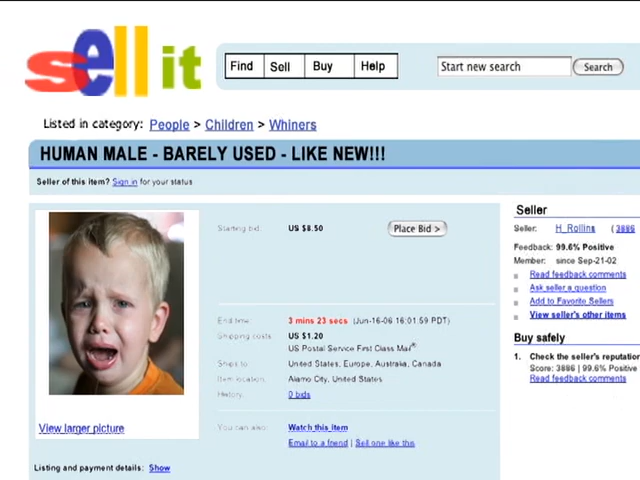 sell it
Find Sell Buy Help Start new search Search
Listed in category: People > Children > Whiners
HUMAN MALE - BARELY USED - LIKE NEW!!!
Seller of this item? Sign in for your status
Starting bid: US $8.50 Place Bid >
End time: 3 mins 23 secs (Jun-16-06 16:01:59 PDT)
Shipping costs: US $1.20
US Postal Service First Class Mail®
Ships to: United States, Europe, Australia, Canada
Item location: Alamo City, United States
History: 0 bids
You can also: Watch this item
Email to a friend | Sell one like this
View larger picture
Listing and payment details: Show
Seller
Seller: H_Rollins ( 3886
Feedback: 99.6% Positive
Member: since Sep-21-02
Read feedback comments
Ask seller a question
Add to Favorite Sellers
View seller's other items
Buy safely
1. Check the seller's reputation
Score: 3886 | 99.6% Positive
Read feedback comments